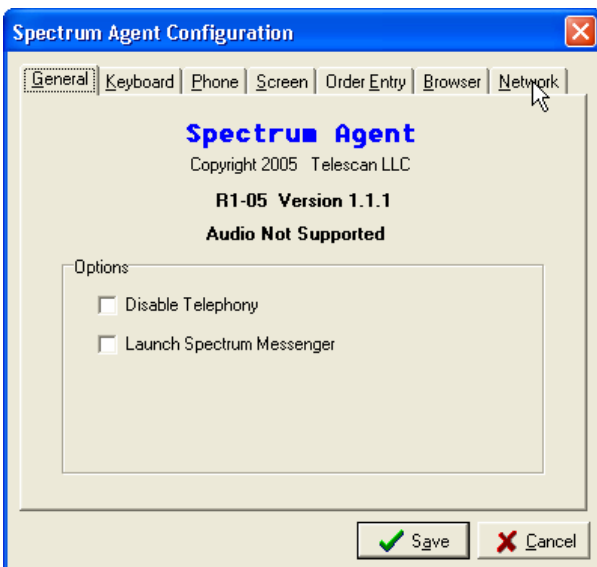 Spectrum Agent Configuration
General Keyboard Phone Screen Order Entry Browser Network
Spectrum Agent
Copyright 2005 Telescan LLC
R1-05 Version 1.1.1
Audio Not Supported
Options
Disable Telephony
Launch Spectrum Messenger
Save Cancel